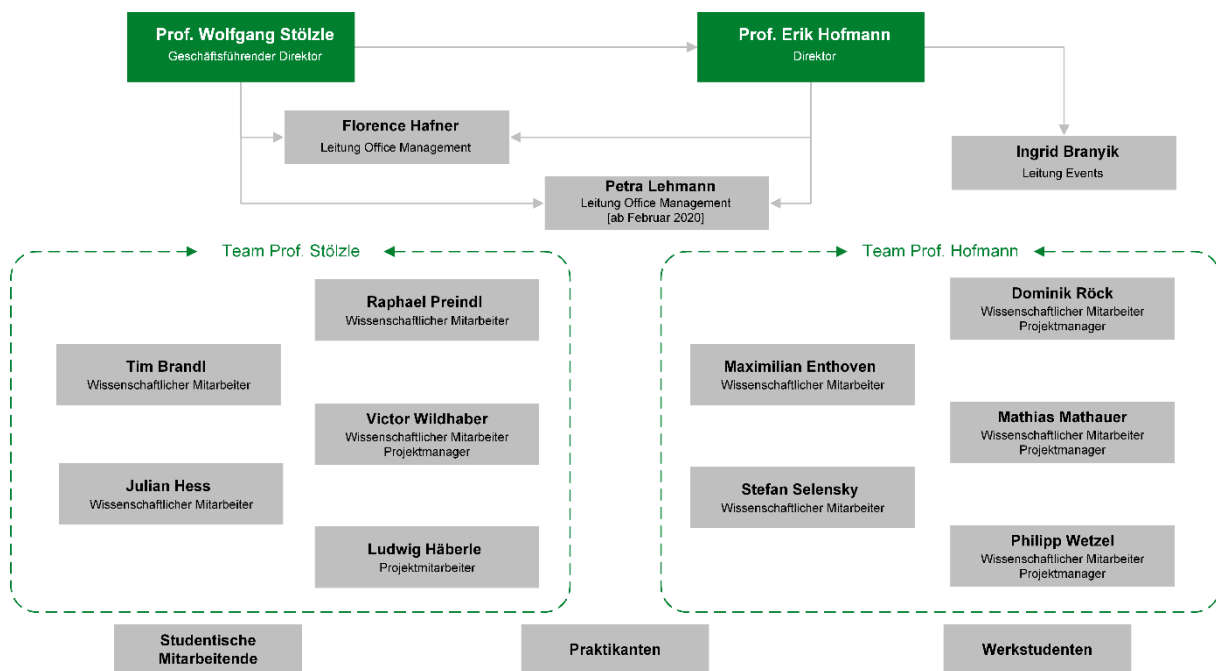 Prof. Wolfgang Stölzle
Geschäftsführender Direktor
Prof. Erik Hofmann
Direktor
Florence Hafner
Leitung Office Management
Ingrid Branyik
Leitung Events
Petra Lehmann
Leitung Office Management
[ab Februar 2020]
Team Prof. Stölzle
Raphael Preindl
Wissenschaftlicher Mitarbeiter
Tim Brandl
Wissenschaftlicher Mitarbeiter
Victor Wildhaber
Wissenschaftlicher Mitarbeiter
Projektmanager
Julian Hess
Wissenschaftlicher Mitarbeiter
Ludwig Häberle
Projektmitarbeiter
Team Prof. Hofmann
Dominik Röck
Wissenschaftlicher Mitarbeiter
Projektmanager
Maximilian Enthoven
Wissenschaftlicher Mitarbeiter
Mathias Mathauer
Wissenschaftlicher Mitarbeiter
Projektmanager
Stefan Selensky
Wissenschaftlicher Mitarbeiter
Philipp Wetzel
Wissenschaftlicher Mitarbeiter
Projektmanager
Studentische
Mitarbeitende
Praktikanten
Werkstudenten